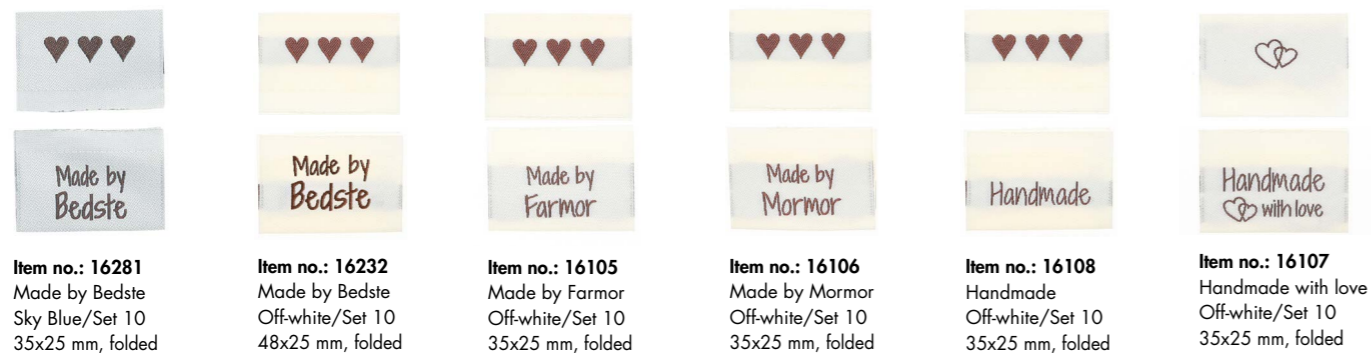 Made by
Bedste
Item no.: 16281
Made by Bedste
Sky Blue/Set 10
35x25 mm, folded
Made by
Bedste
Item no.: 16232
Made by Bedste
Off-white/Set 10
48x25 mm, folded
Made by
Farmor
Item no.: 16105
Made by Farmor
Off-white/Set 10
35x25 mm, folded
Made by
Mormor
Item no.: 16106
Made by Mormor
Off-white/Set 10
35x25 mm, folded
Handmade
Item no.: 16108
Handmade
Off-white/Set 10
35x25 mm, folded
Handmade
with love
Item no.: 16107
Handmade with love
Off-white/Set 10
35x25 mm, folded